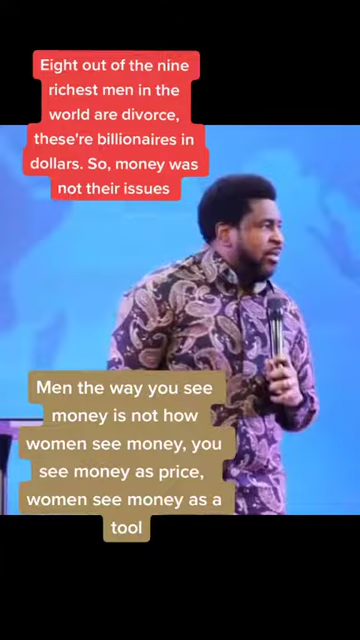 Eight out of the nine
richest men in the
world are divorce,
these're billionaires in
dollars. So, money was
not their issues
Men the way you see
money is not how
women see money, you
see money as price,
women see money as a
tool